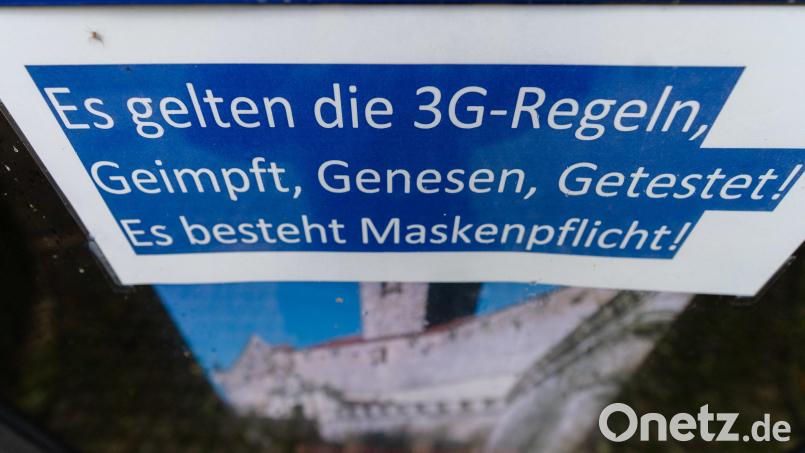 Es gelten die 3G-Regeln,
Geimpft, Genesen, Getestet!
Es besteht Maskenpflicht!
Onetz.de